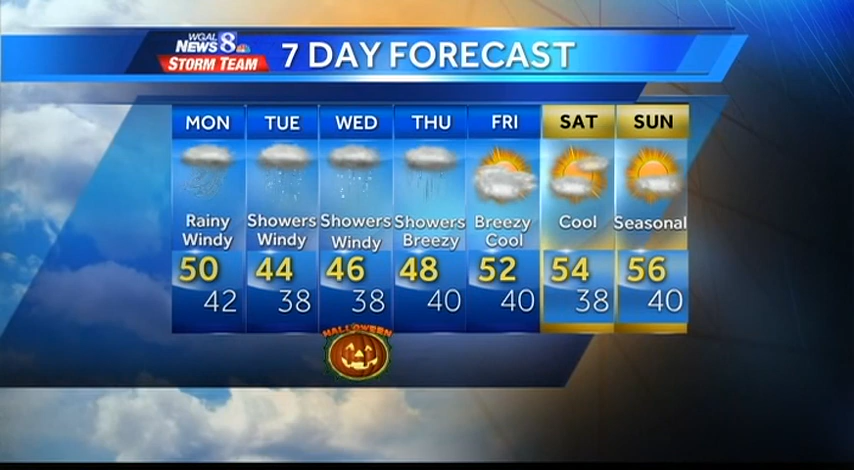 WGAL
NEWS 8
STORM TEAM
7 DAY FORECAST
MON TUE WED THU FRI SAT SUN
Rainy Showers Showers Showers Breezy Cool Seasonal
Windy Windy Windy Breezy Cool
50 44 46 48 52 54 56
42 38 38 40 40 38 40
HALLOWEEN